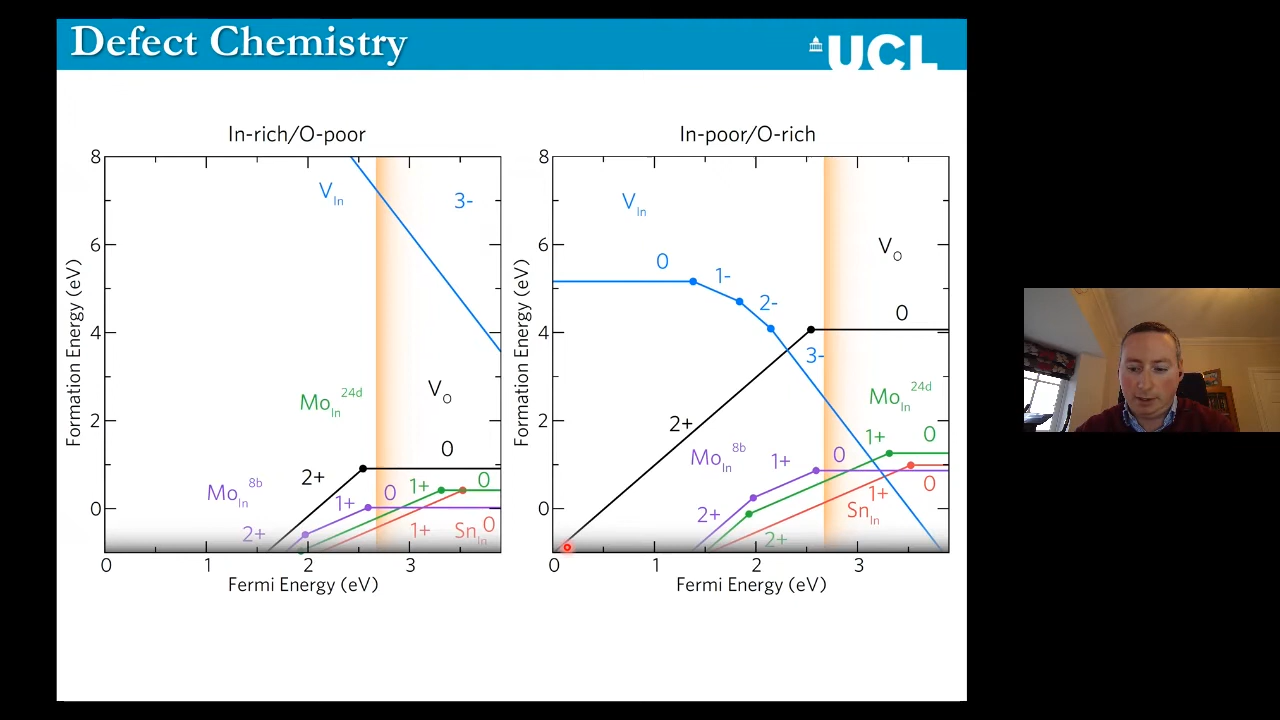 Defect Chemistry
UCL
In-rich/O-poor
8
6
4
2
0
Formation Energy (eV)
V_In
3-
Mo_In^24d
V_O
0
2+
Mo_In^8b
1+
0
2+
1+
0
1+
Sn_In
0
0 1 2 3
Fermi Energy (eV)
In-poor/O-rich
8
6
4
2
0
Formation Energy (eV)
V_In
0
1-
2-
3-
V_O
0
2+
Mo_In^24d
1+
0
Mo_In^8b
1+
0
2+
1+
0
Sn_In
2+
0 1 2 3
Fermi Energy (eV)